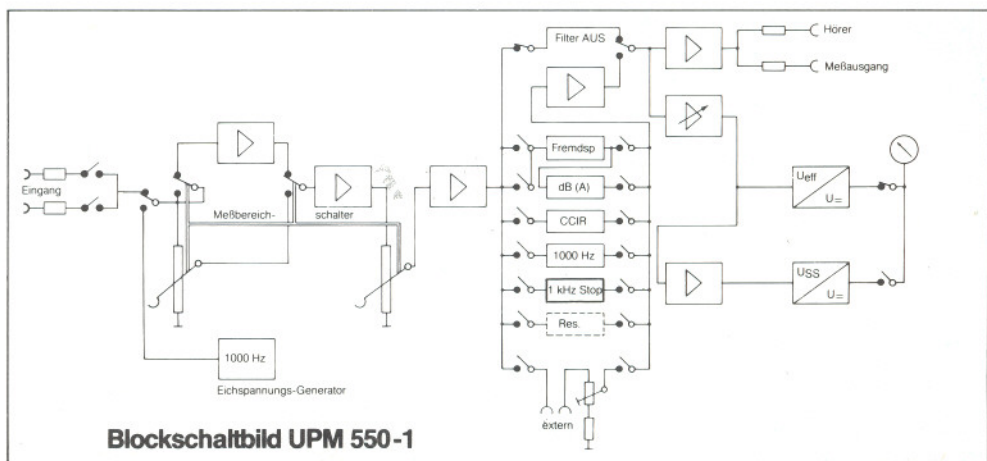 Filter AUS
Hörer
Meßausgang
Eingang
Meßbereich-
schalter
Fremdsp
dB (A)
CCIR
1000 Hz
1 kHz Stop
Res.
extern
Ueff
U=
USS
U=
1000 Hz
Eichspannungs-Generator
Blockschaltbild UPM 550-1